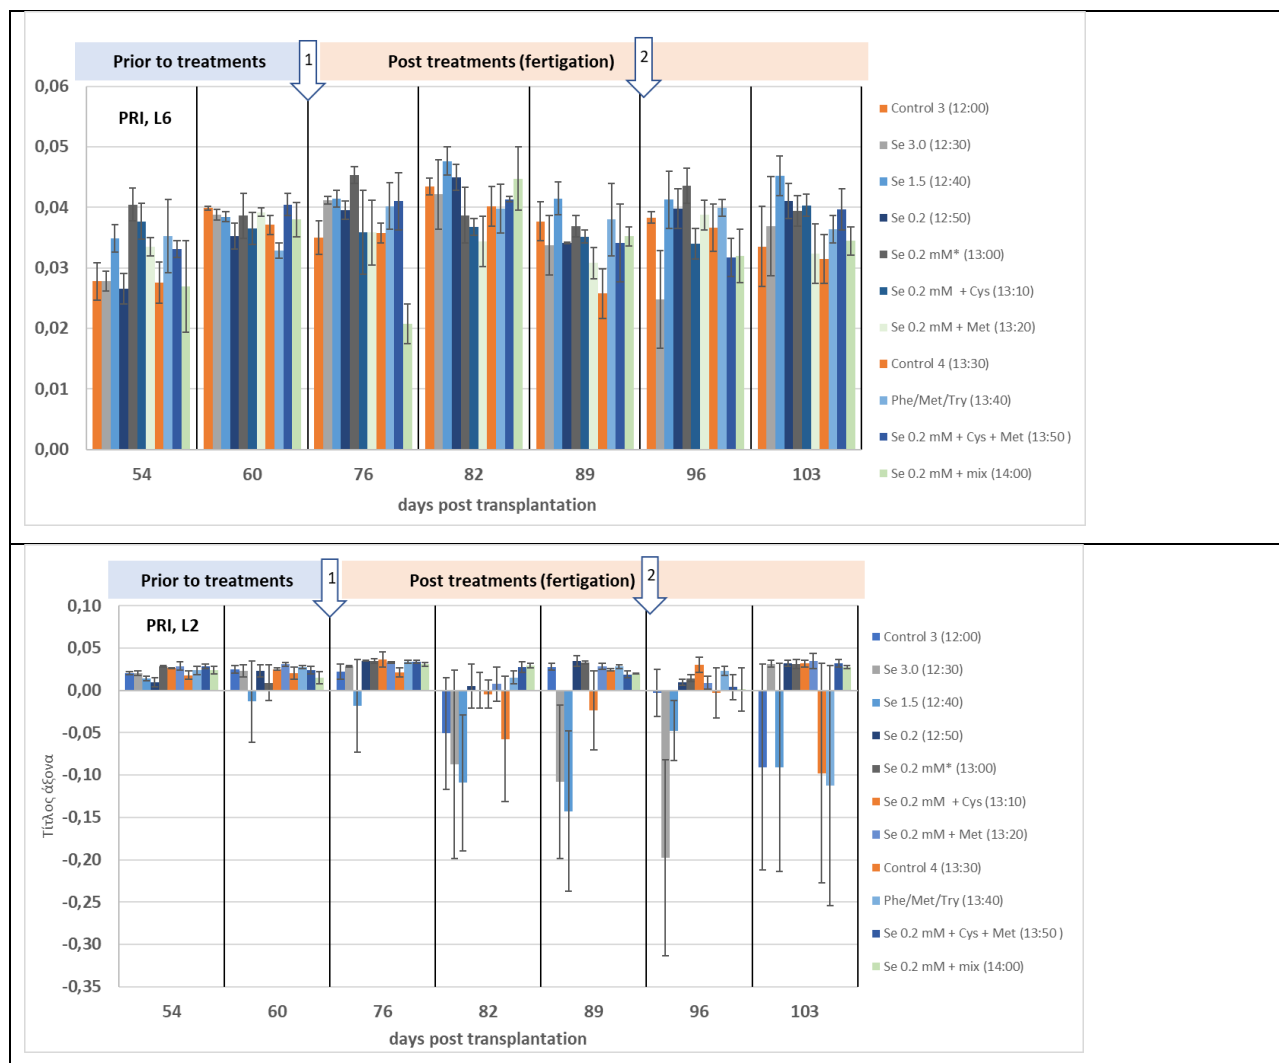 Prior to treatments
1
Post treatments (fertigation)
2
0,06
0,05
0,04
0,03
0,02
0,01
0,00
PRI, L6
54 60 76 82 89 96 103
days post transplantation
Control 3 (12:00)
Se 3.0 (12:30)
Se 1.5 (12:40)
Se 0.2 (12:50)
Se 0.2 mM* (13:00)
Se 0.2 mM + Cys (13:10)
Se 0.2 mM + Met (13:20)
Control 4 (13:30)
Phe/Met/Try (13:40)
Se 0.2 mM + Cys + Met (13:50 )
Se 0.2 mM + mix (14:00)
Prior to treatments
1
Post treatments (fertigation)
2
0,10
0,05
0,00
-0,05
-0,10
-0,15
-0,20
-0,25
-0,30
-0,35
Τίτλος άξονα
PRI, L2
54 60 76 82 89 96 103
days post transplantation
Control 3 (12:00)
Se 3.0 (12:30)
Se 1.5 (12:40)
Se 0.2 (12:50)
Se 0.2 mM* (13:00)
Se 0.2 mM + Cys (13:10)
Se 0.2 mM + Met (13:20)
Control 4 (13:30)
Phe/Met/Try (13:40)
Se 0.2 mM + Cys + Met (13:50 )
Se 0.2 mM + mix (14:00)